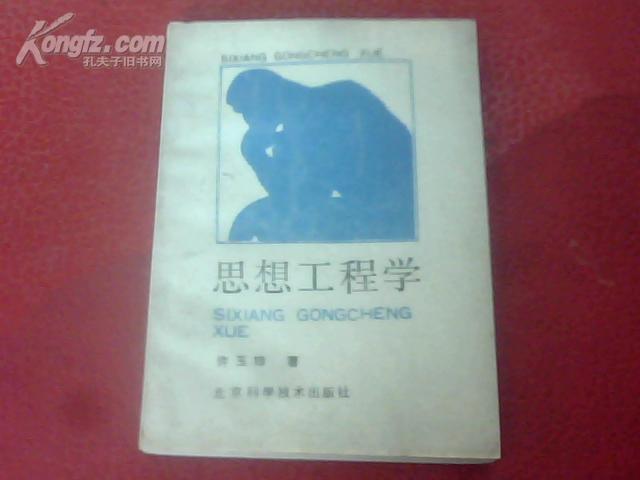 Kongfz.com
孔夫子旧书网
SIXIANG GONGCHENG XUE
思想工程学
SIXIANG GONGCHENG
XUE
玉 著
北京科学技术出版社